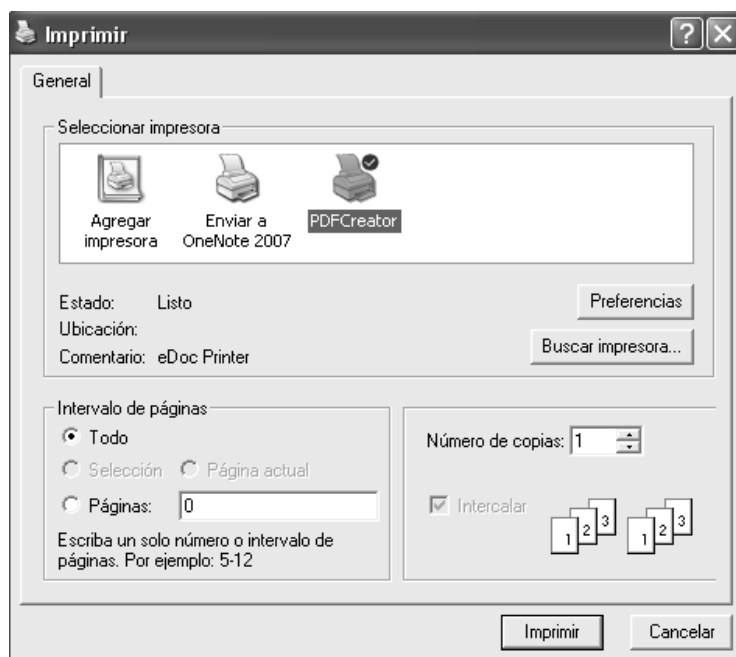 Imprimir
General
Seleccionar impresora
Agregar
impresora
Enviar a
OneNote 2007
PDFCreator
Estado: Listo
Preferencias
Ubicación:
Buscar impresora...
Comentario: eDoc Printer
Intervalo de páginas
Todo
Selección Página actual
Páginas: 0
Escriba un solo número o intervalo de
páginas. Por ejemplo: 5-12
Número de copias: 1
Intercalar
1 2 3 1 2 3
Imprimir Cancelar